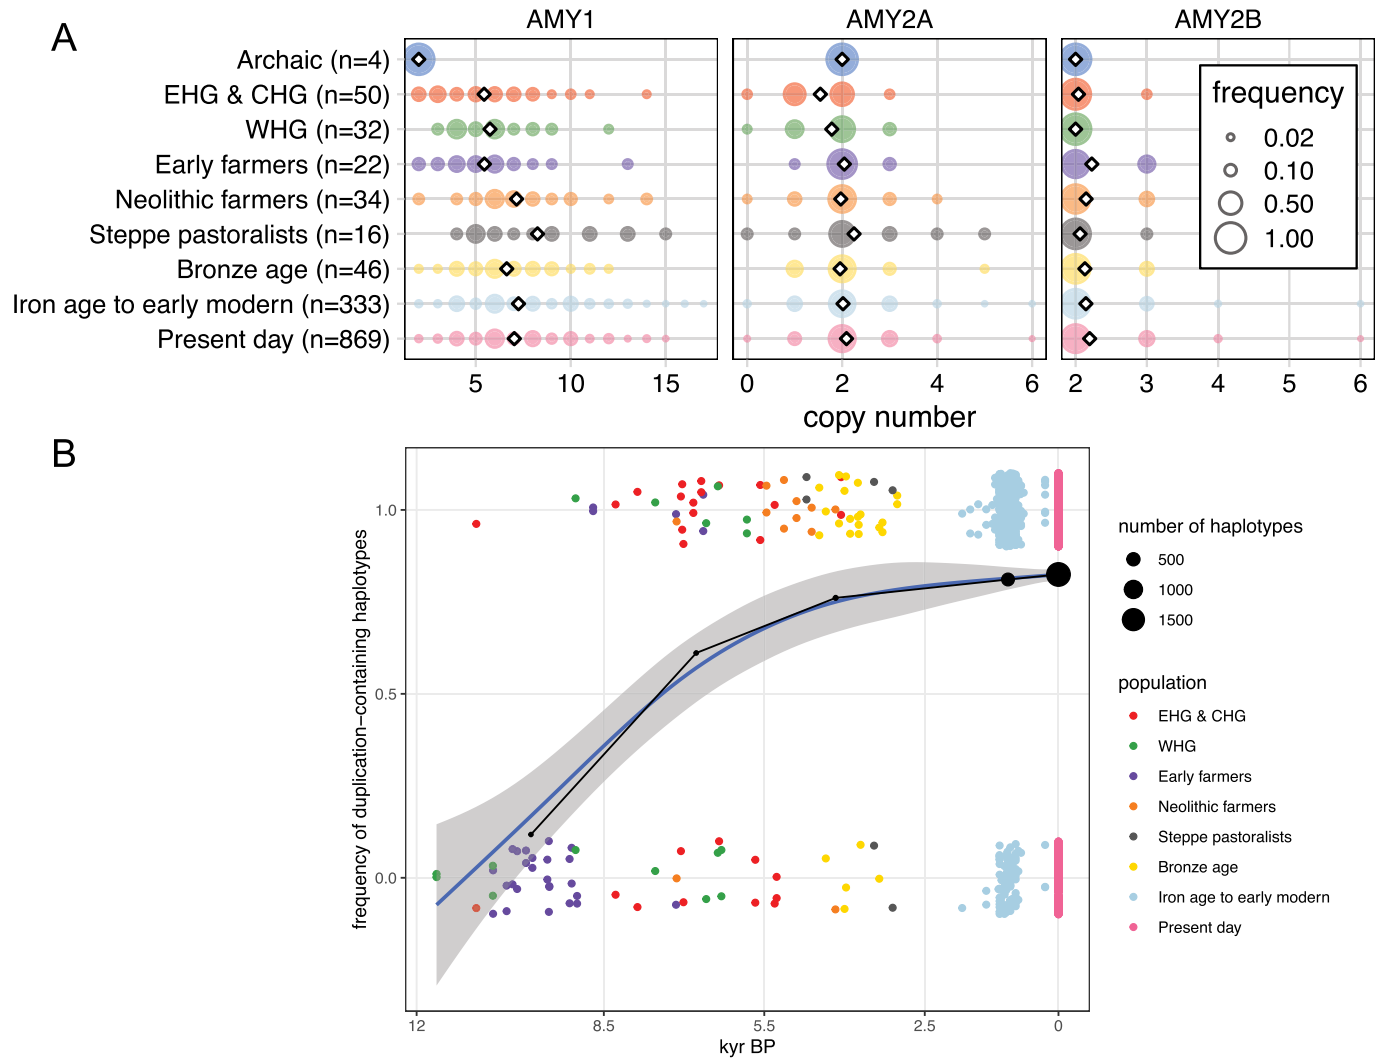 A
AMY1
AMY2A
AMY2B
Archaic (n=4)
EHG & CHG (n=50)
WHG (n=32)
Early farmers (n=22)
Neolithic farmers (n=34)
Steppe pastoralists (n=16)
Bronze age (n=46)
Iron age to early modern (n=333)
Present day (n=869)
frequency
0.02
0.10
0.50
1.00
5 10 15
0 2 4 6
2 3 4 5 6
copy number
B
frequency of duplication−containing haplotypes
1.0
0.5
0.0
12 8.5 5.5 2.5 0
kyr BP
number of haplotypes
500
1000
1500
population
EHG & CHG
WHG
Early farmers
Neolithic farmers
Steppe pastoralists
Bronze age
Iron age to early modern
Present day